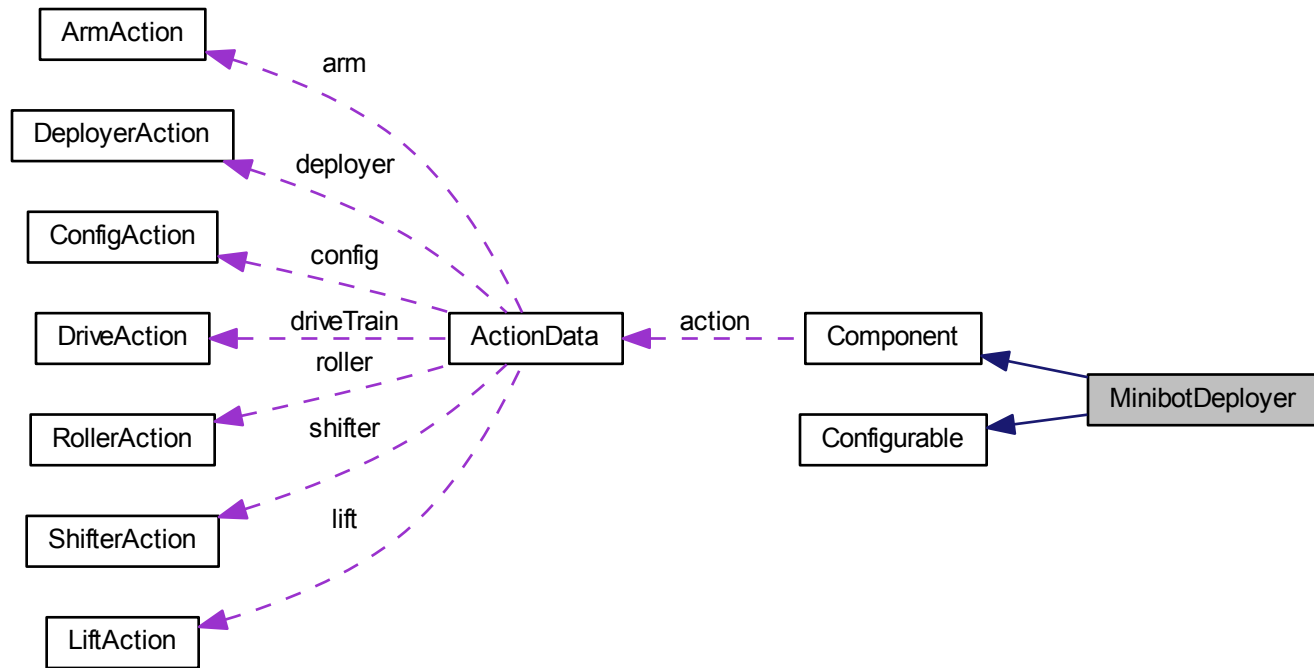 ArmAction
arm
DeployerAction
deployer
ConfigAction
config
DriveAction
driveTrain
ActionData
action
Component
roller
MinibotDeployer
RollerAction
shifter
Configurable
ShifterAction
lift
LiftAction